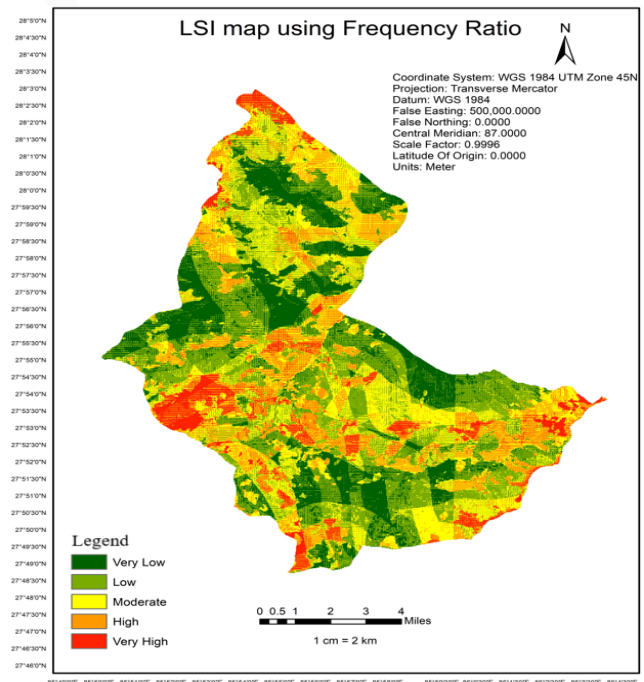 LSI map using Frequency Ratio
N
Coordinate System: WGS 1984 UTM Zone 45N
Projection: Transverse Mercator
Datum: WGS 1984
False Easting: 500,000.0000
False Northing: 0.0000
Central Meridian: 87.0000
Scale Factor: 0.9996
Latitude Of Origin: 0.0000
Units: Meter
28°5'0"N
28°4'30"N
28°4'0"N
28°3'30"N
28°3'0"N
28°2'30"N
28°2'0"N
28°1'30"N
28°1'0"N
28°0'30"N
28°0'0"N
27°59'30"N
27°59'0"N
27°58'30"N
27°58'0"N
27°57'30"N
27°57'0"N
27°56'30"N
27°56'0"N
27°55'30"N
27°55'0"N
27°54'30"N
27°54'0"N
27°53'30"N
27°53'0"N
27°52'30"N
27°52'0"N
27°51'30"N
27°51'0"N
27°50'30"N
27°50'0"N
27°49'30"N
27°49'0"N
27°48'30"N
27°48'0"N
27°47'30"N
27°47'0"N
27°46'30"N
27°46'0"N
Legend
Very Low
Low
Moderate
High
Very High
0 0.5 1 2 3 4
Miles
1 cm = 2 km